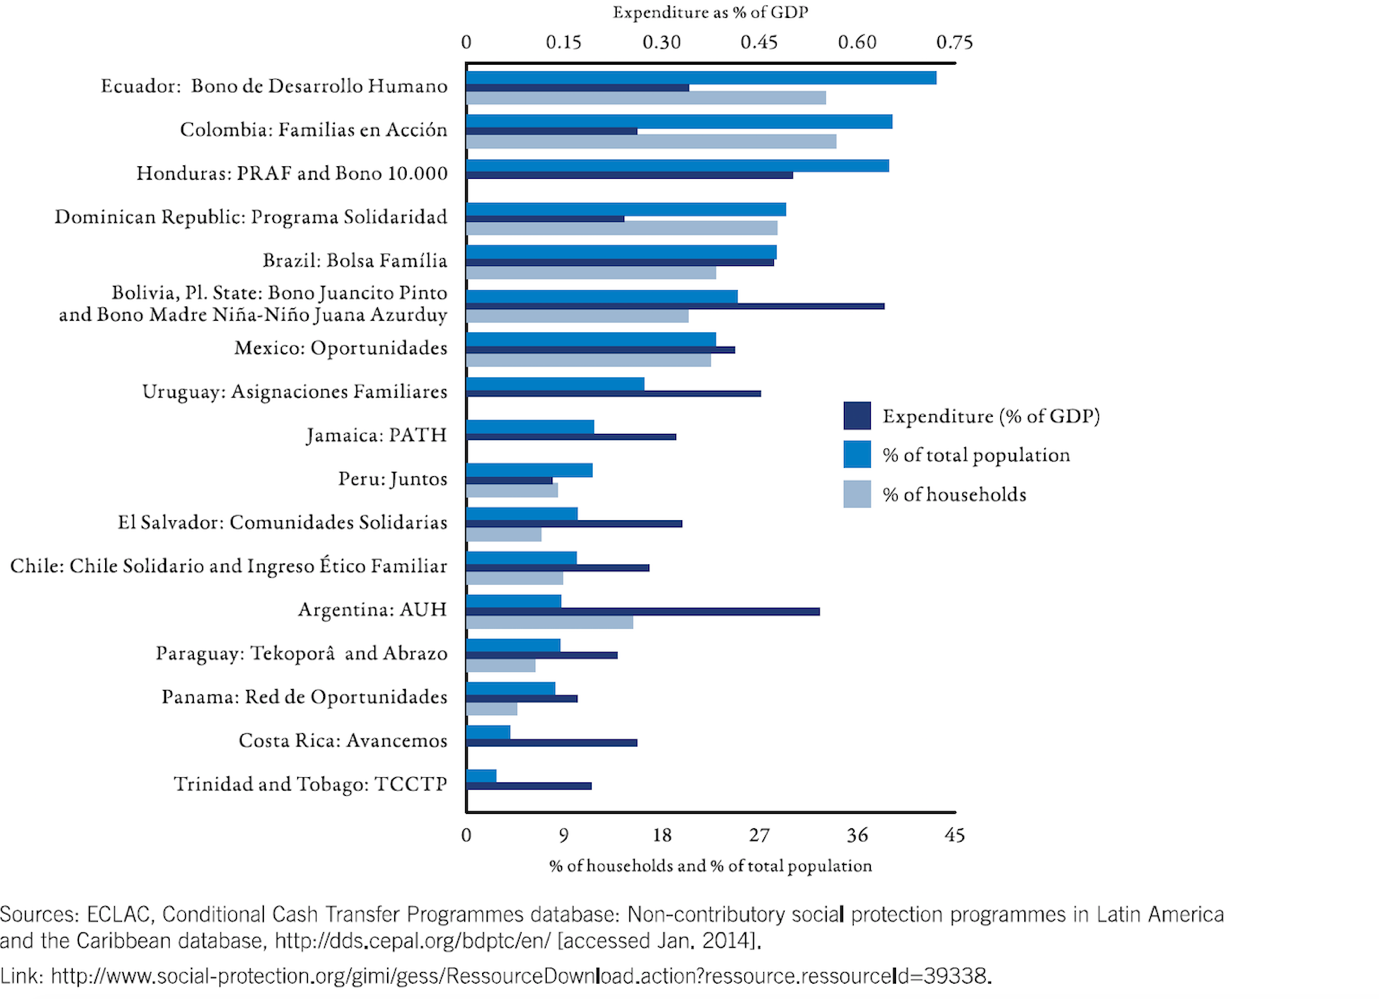 Expenditure as % of GDP
0 0.15 0.30 0.45 0.60 0.75
Ecuador: Bono de Desarrollo Humano
Colombia: Familias en Acción
Honduras: PRAF and Bono 10.000
Dominican Republic: Programa Solidaridad
Brazil: Bolsa Família
Bolivia, Pl. State: Bono Juancito Pinto
and Bono Madre Niña-Niño Juana Azurduy
Mexico: Oportunidades
Uruguay: Asignaciones Familiares
Jamaica: PATH
Peru: Juntos
El Salvador: Comunidades Solidarias
Chile: Chile Solidario and Ingreso Ético Familiar
Argentina: AUH
Paraguay: Tekoporâ and Abrazo
Panama: Red de Oportunidades
Costa Rica: Avancemos
Trinidad and Tobago: TCCTP
Expenditure (% of GDP)
% of total population
% of households
0 9 18 27 36 45
% of households and % of total population
Sources: ECLAC, Conditional Cash Transfer Programmes database: Non-contributory social protection programmes in Latin America
and the Caribbean database, http://dds.cepal.org/bdptc/en/ [accessed Jan. 2014].
Link: http://www.social-protection.org/gimi/gess/RessourceDownload.action?ressource.ressourceId=39338.